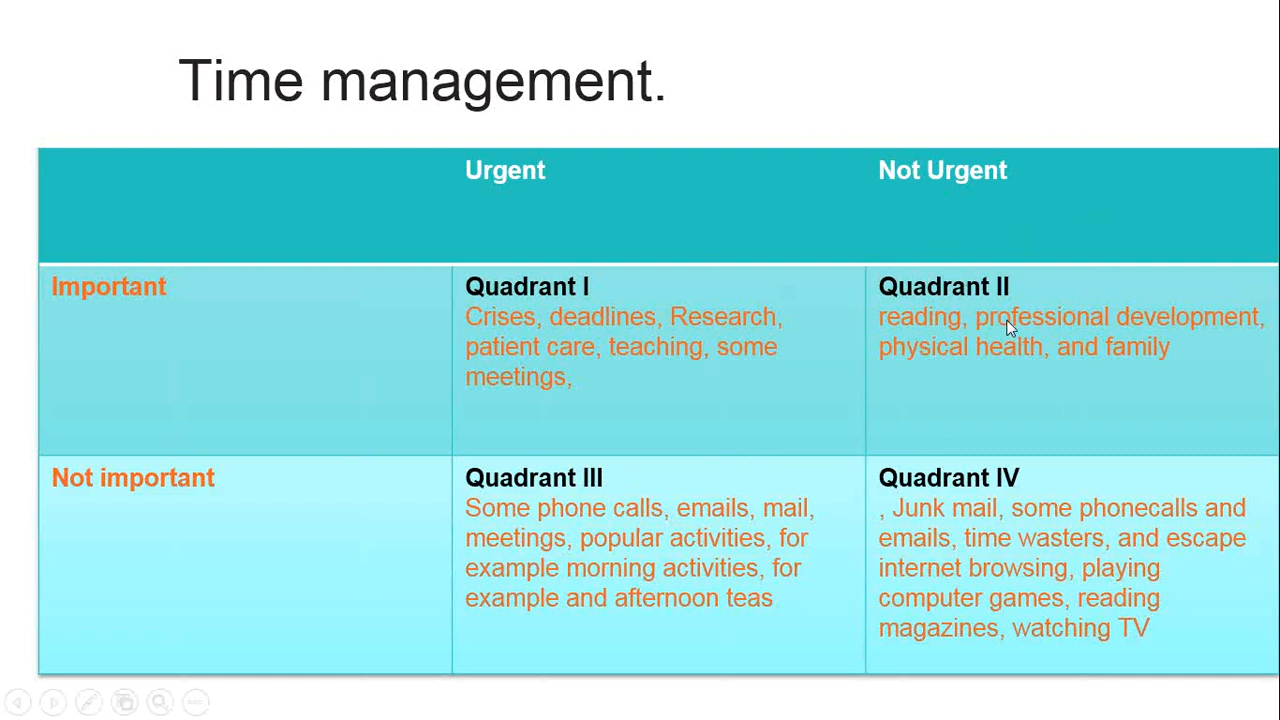 Time management.
Urgent
Not Urgent
Important
Quadrant I
Crises, deadlines, Research,
patient care, teaching, some
meetings,
Quadrant II
reading, professional development,
physical health, and family
Not important
Quadrant III
Some phone calls, emails, mail,
meetings, popular activities, for
example morning activities, for
example and afternoon teas
Quadrant IV
, Junk mail, some phonecalls and
emails, time wasters, and escape
internet browsing, playing
computer games, reading
magazines, watching TV